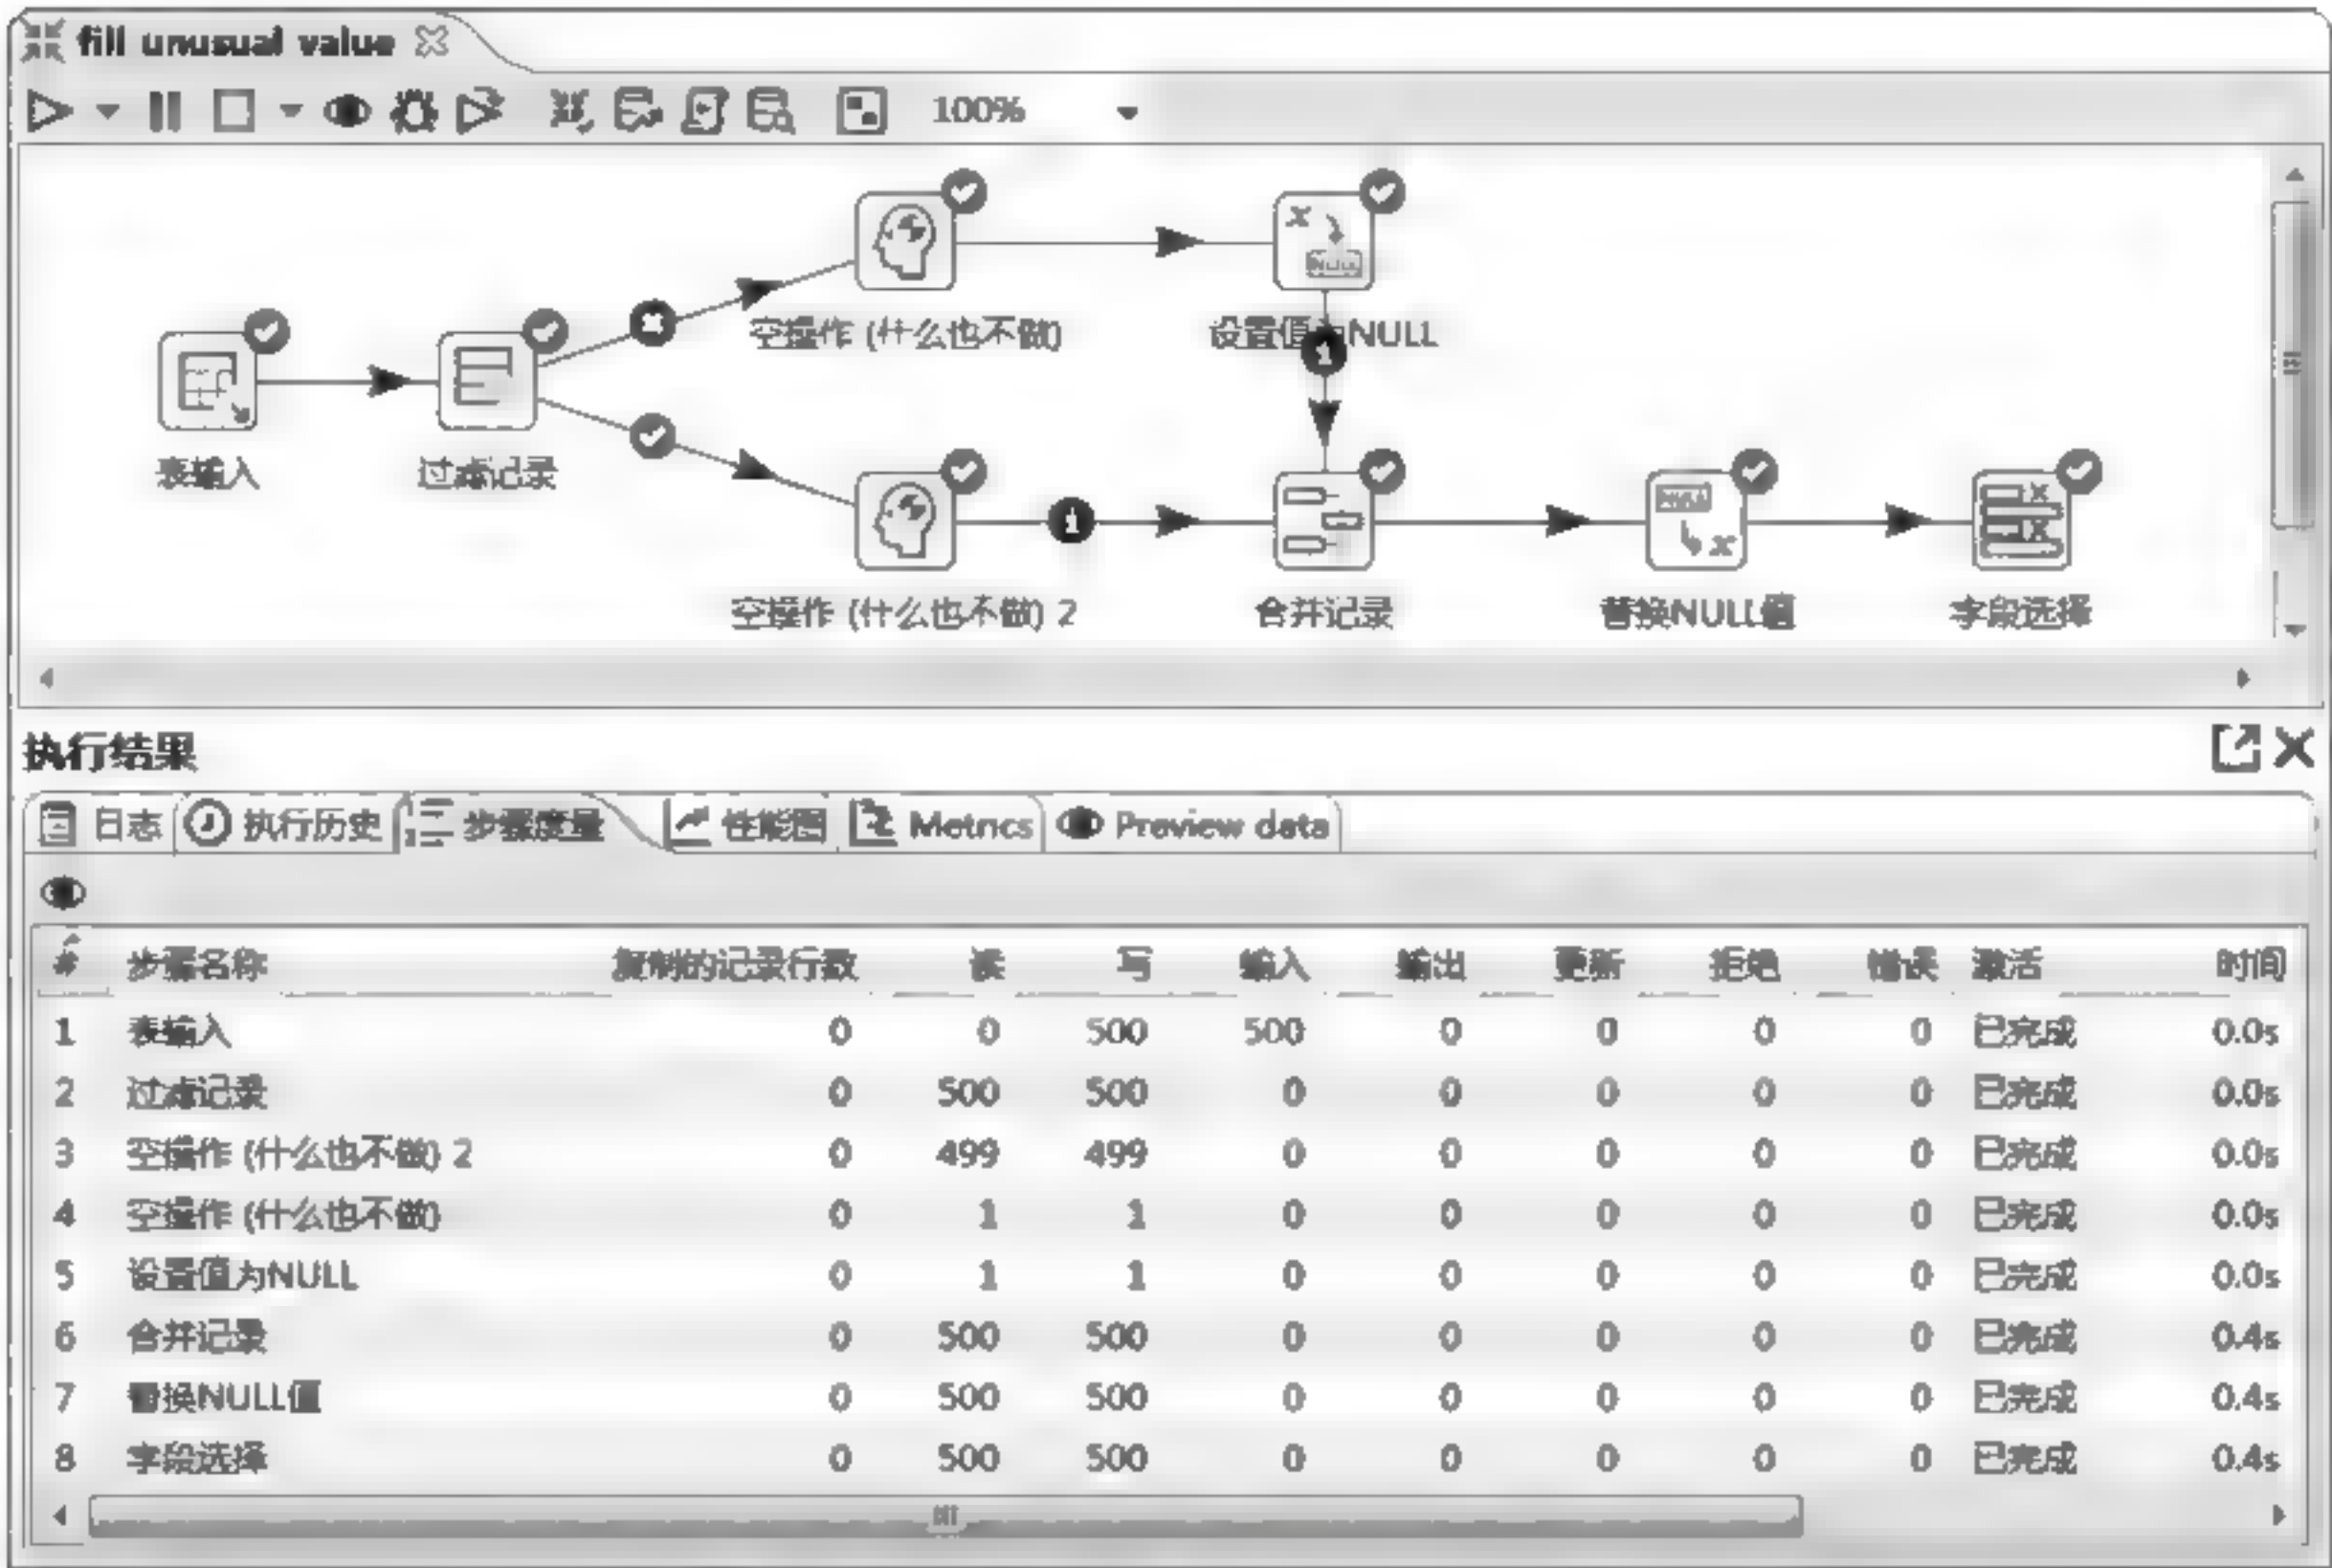 fill unusual value
100%
空操作 (什么也不做)
设置值为NULL
表输入
过滤记录
空操作 (什么也不做) 2
合并记录
替换NULL值
字段选择
执行结果
日志 执行历史 步骤度量 性能图 Metrics Preview data
# 步骤名称 复制的记录行数 读 写 输入 输出 更新 拒绝 错误 激活 时间
1 表输入 0 0 500 500 0 0 0 0 已完成 0.0s
2 过滤记录 0 500 500 0 0 0 0 0 已完成 0.0s
3 空操作 (什么也不做) 2 0 499 499 0 0 0 0 0 已完成 0.0s
4 空操作 (什么也不做) 0 1 1 0 0 0 0 0 已完成 0.0s
5 设置值为NULL 0 1 1 0 0 0 0 0 已完成 0.0s
6 合并记录 0 500 500 0 0 0 0 0 已完成 0.4s
7 替换NULL值 0 500 500 0 0 0 0 0 已完成 0.4s
8 字段选择 0 500 500 0 0 0 0 0 已完成 0.4s